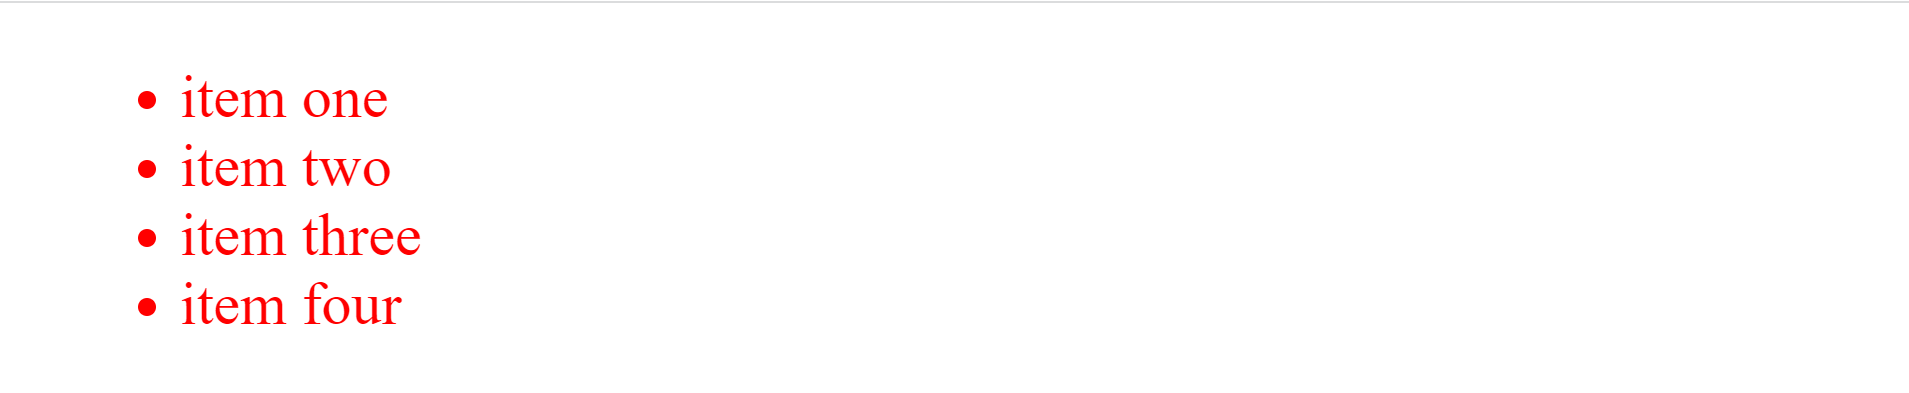 • item one
• item two
• item three
• item four